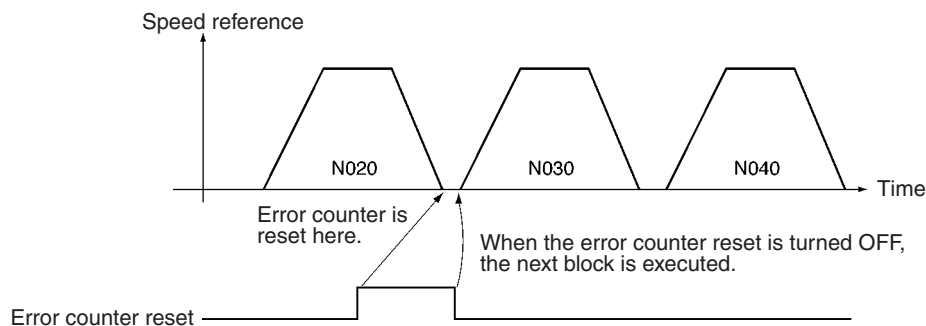 Speed reference
N020
N030
N040
Time
Error counter is
reset here.
When the error counter reset is turned OFF,
the next block is executed.
Error counter reset